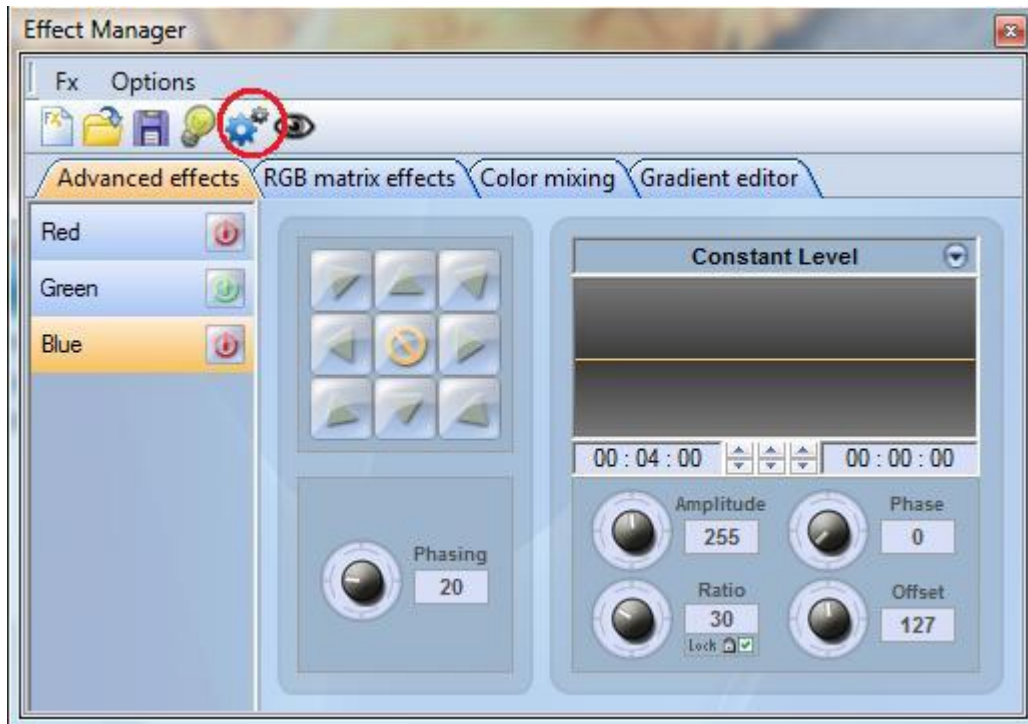 Effect Manager
Fx Options
Advanced effects RGB matrix effects Color mixing Gradient editor
Red
Green
Blue
Constant Level
00 : 04 : 00 00 : 00 : 00
Phasing
20
Amplitude
255
Phase
0
Ratio
30
Lock
Offset
127